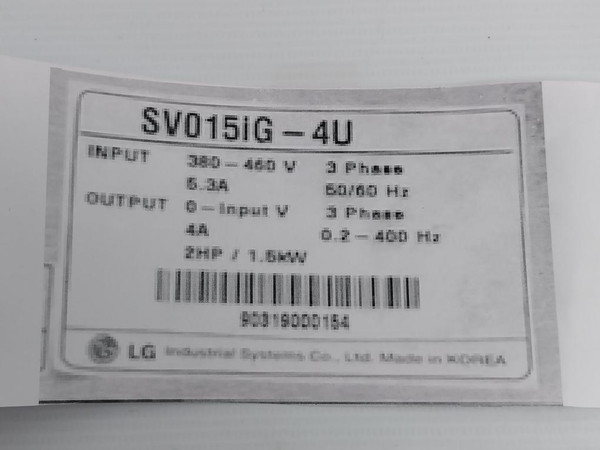 SV015iG-4U
INPUT 380-460 V 3 Phase
5.3A 50/60 Hz
OUTPUT 0-Input V 3 Phase
4A 0.2-400 Hz
2HP / 1.5kW
90319000154
LG Industrial Systems Co., Ltd. Made in KOREA